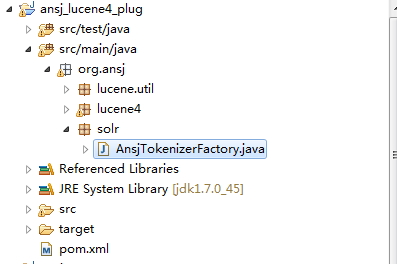 ansj_lucene4_plug
src/test/java
src/main/java
org.ansj
lucene.util
lucene4
solr
AnsjTokenizerFactory.java
Referenced Libraries
JRE System Library [jdk1.7.0_45]
src
target
pom.xml